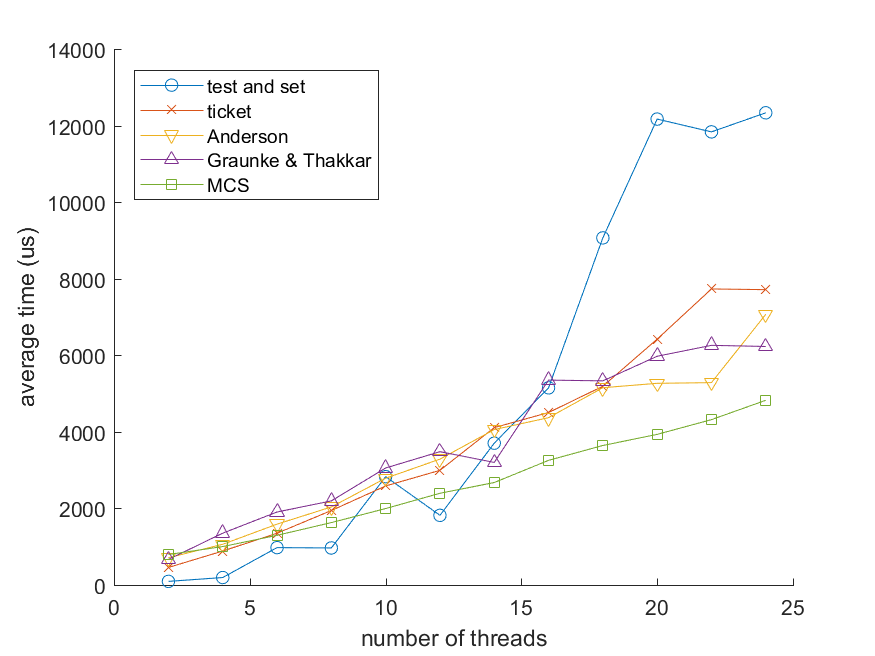 14000
12000
10000
8000
6000
4000
2000
0
average time (us)
test and set
ticket
Anderson
Graunke & Thakkar
MCS
0 5 10 15 20 25
number of threads